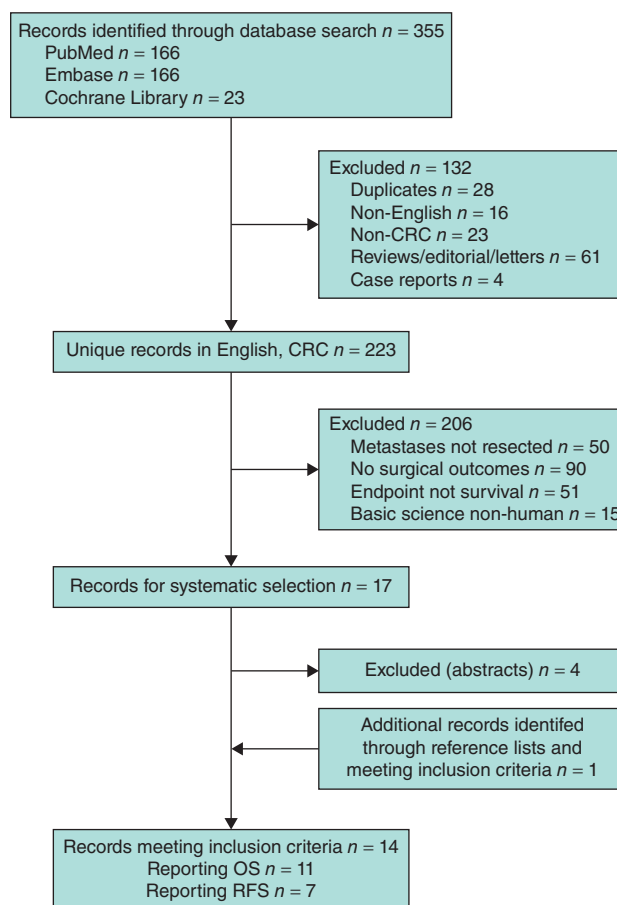 Records identified through database search n = 355
PubMed n = 166
Embase n = 166
Cochrane Library n = 23
Excluded n = 132
Duplicates n = 28
Non-English n = 16
Non-CRC n = 23
Reviews/editorial/letters n = 61
Case reports n = 4
Unique records in English, CRC n = 223
Excluded n = 206
Metastases not resected n = 50
No surgical outcomes n = 90
Endpoint not survival n = 51
Basic science non-human n = 15
Records for systematic selection n = 17
Excluded (abstracts) n = 4
Additional records identifed
through reference lists and
meeting inclusion criteria n = 1
Records meeting inclusion criteria n = 14
Reporting OS n = 11
Reporting RFS n = 7